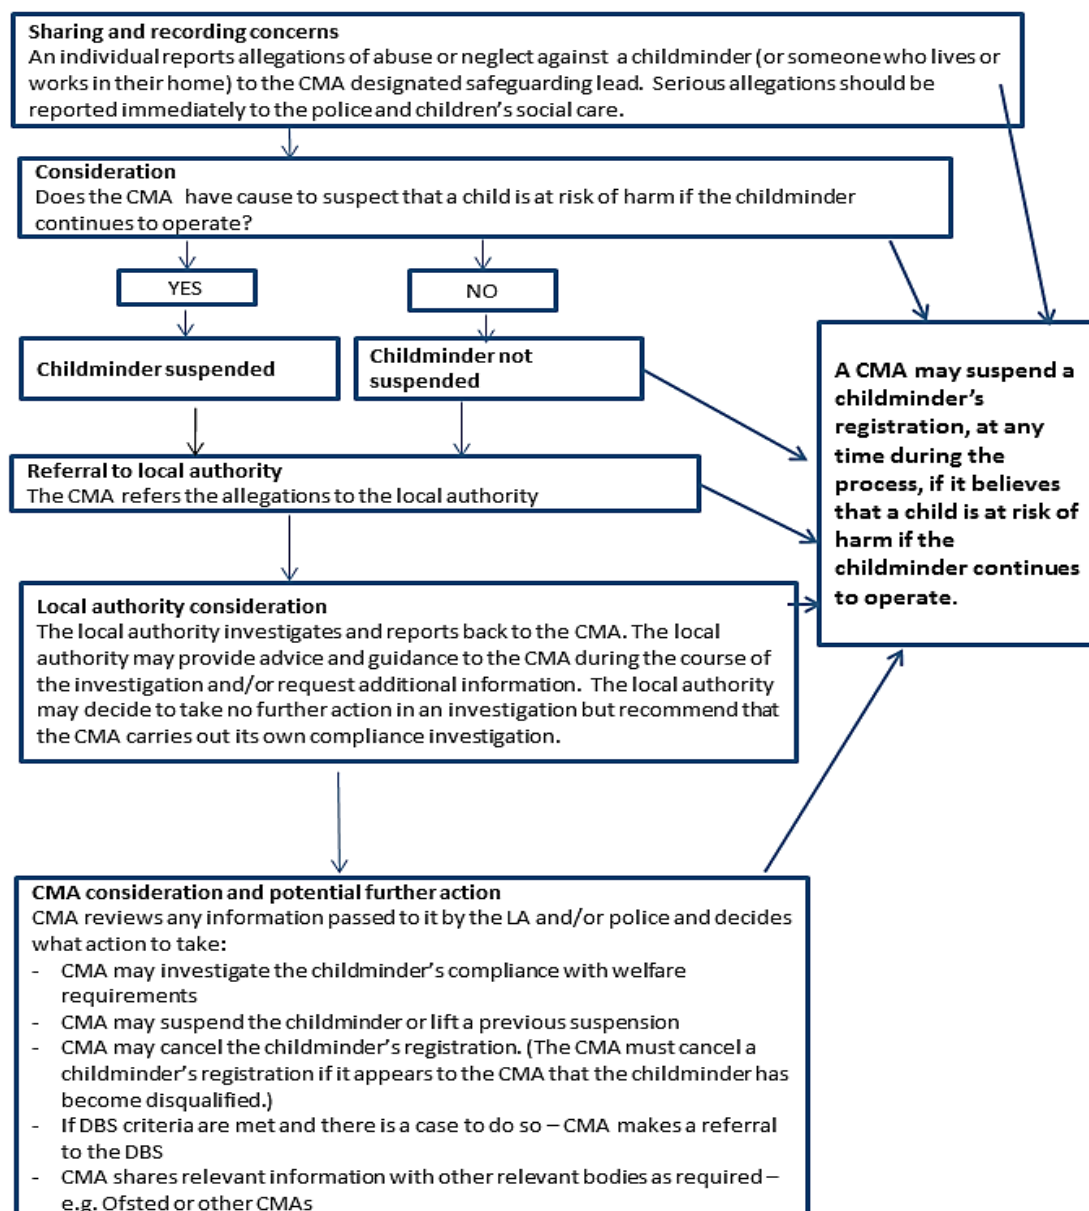 Sharing and recording concerns
An individual reports allegations of abuse or neglect against a childminder (or someone who lives or
works in their home) to the CMA designated safeguarding lead. Serious allegations should be
reported immediately to the police and children's social care.
Consideration
Does the CMA have cause to suspect that a child is at risk of harm if the childminder
continues to operate?
YES
NO
Childminder suspended
Childminder not
suspended
A CMA may suspend a
childminder's
registration, at any
time during the
process, if it believes
that a child is at risk of
harm if the
childminder continues
to operate.
Referral to local authority
The CMA refers the allegations to the local authority
Local authority consideration
The local authority investigates and reports back to the CMA. The local
authority may provide advice and guidance to the CMA during the course of
the investigation and/or request additional information. The local authority
may decide to take no further action in an investigation but recommend that
the CMA carries out its own compliance investigation.
CMA consideration and potential further action
CMA reviews any information passed to it by the LA and/or police and decides
what action to take:
- CMA may investigate the childminder's compliance with welfare
requirements
- CMA may suspend the childminder or lift a previous suspension
- CMA may cancel the childminder's registration. (The CMA must cancel a
childminder's registration if it appears to the CMA that the childminder has
become disqualified.)
- If DBS criteria are met and there is a case to do so – CMA makes a referral
to the DBS
- CMA shares relevant information with other relevant bodies as required –
e.g. Ofsted or other CMAs